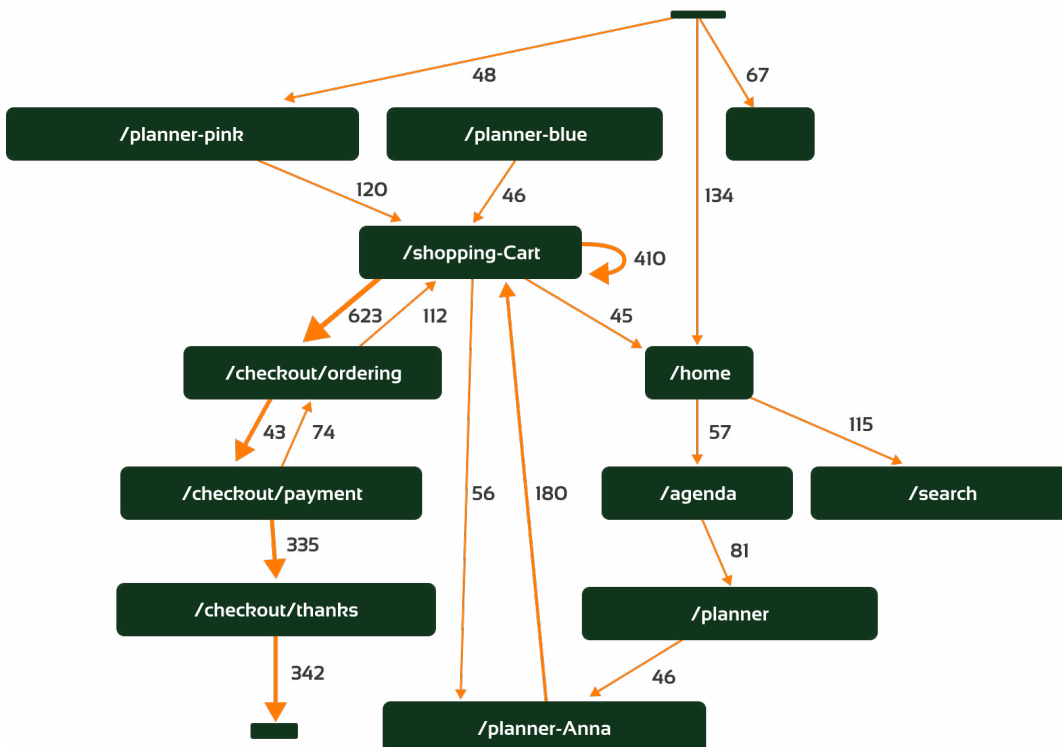 48
67
/planner-pink
/planner-blue
120
46
134
/shopping-Cart
410
623
112
45
/checkout/ordering
/home
43
74
57
115
/checkout/payment
56
180
/agenda
/search
335
81
/checkout/thanks
/planner
342
46
/planner-Anna